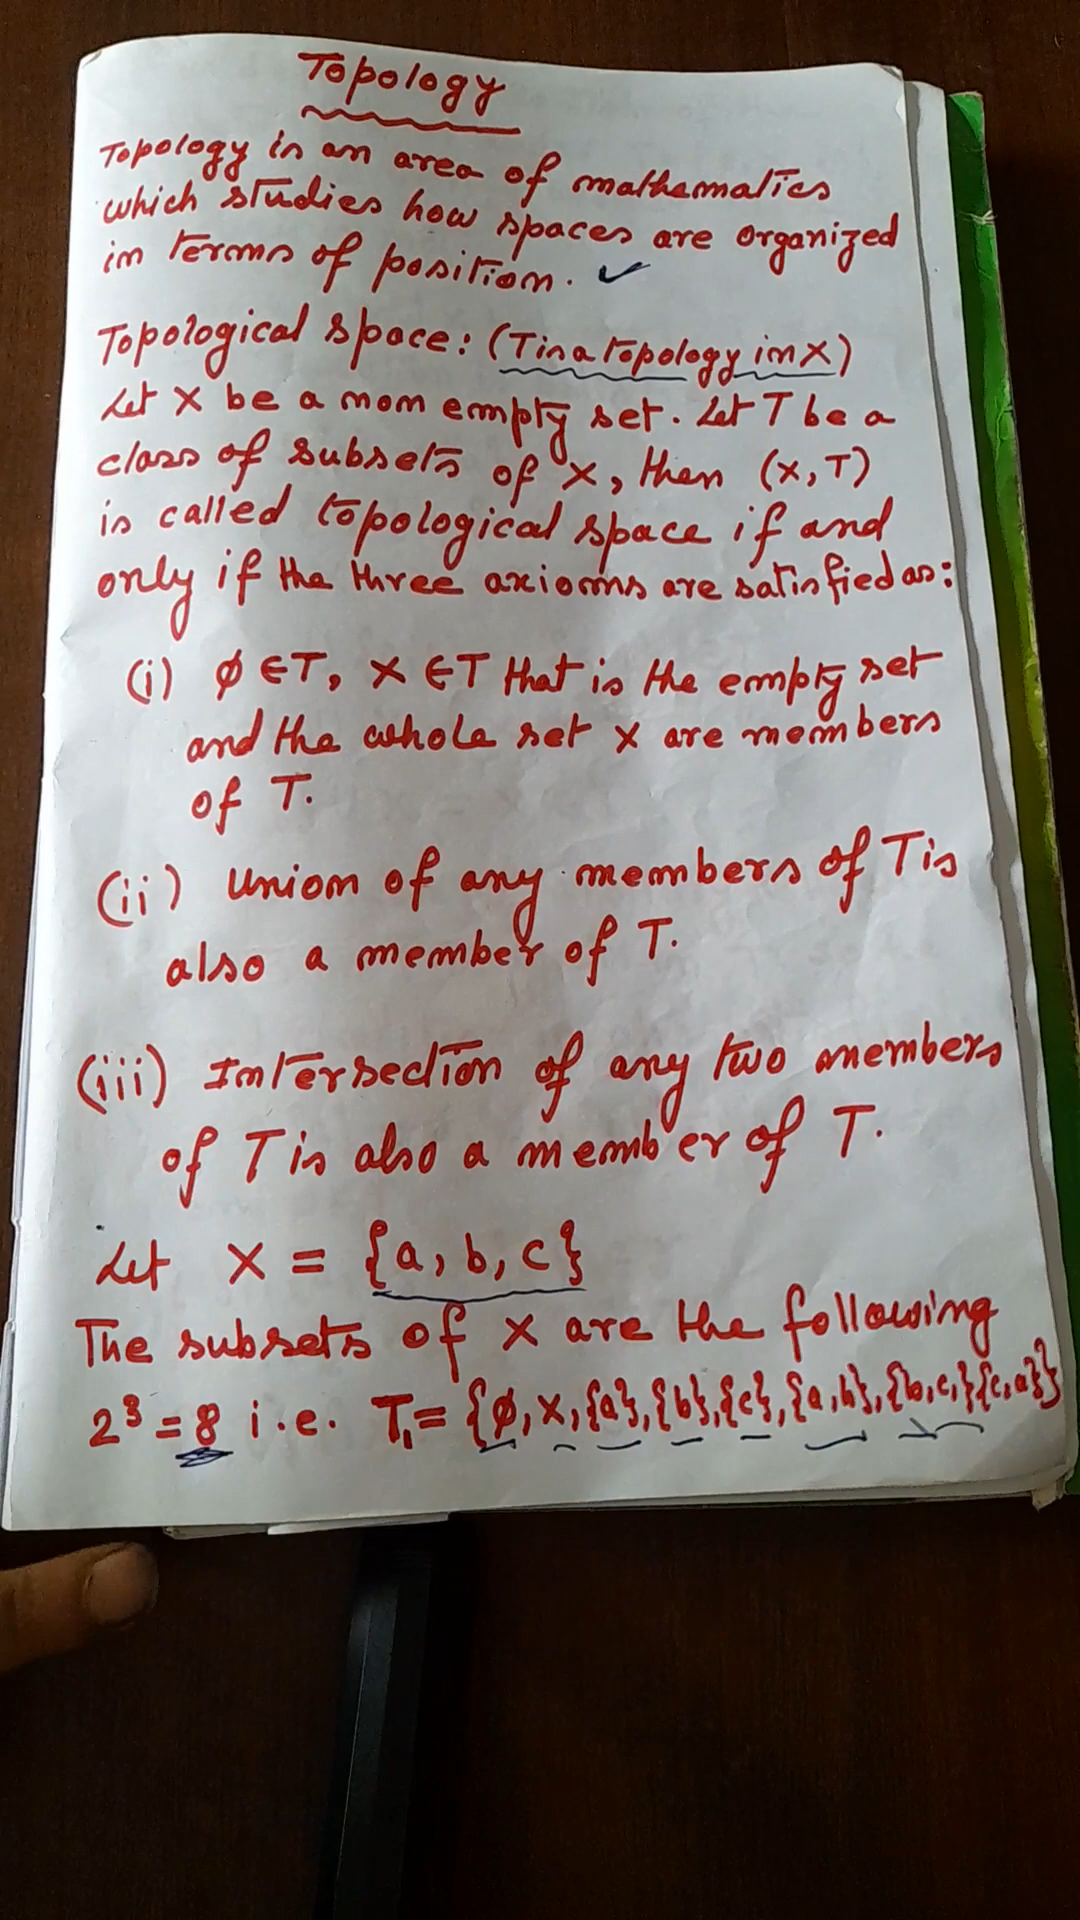 Topology
Topology is an area of mathematics
which studies how spaces are organized
in terms of position. ✓
Topological space: (T is a topology in X)
Let X be a non empty set. Let T be a
class of subsets of X, then (X, T)
is called topological space if and
only if the three axioms are satisfied as:
(i) ϕ ∈ T, X ∈ T that is the empty set
and the whole set X are members
of T.
(ii) Union of any members of T is
also a member of T.
(iii) Intersection of any two members
of T is also a member of T.
Let X = {a, b, c}
The subsets of X are the following
2³ = 8 i.e. T₁= {ϕ, X, {a}, {b}, {c}, {a, b}, {b, c,} {c, a}}